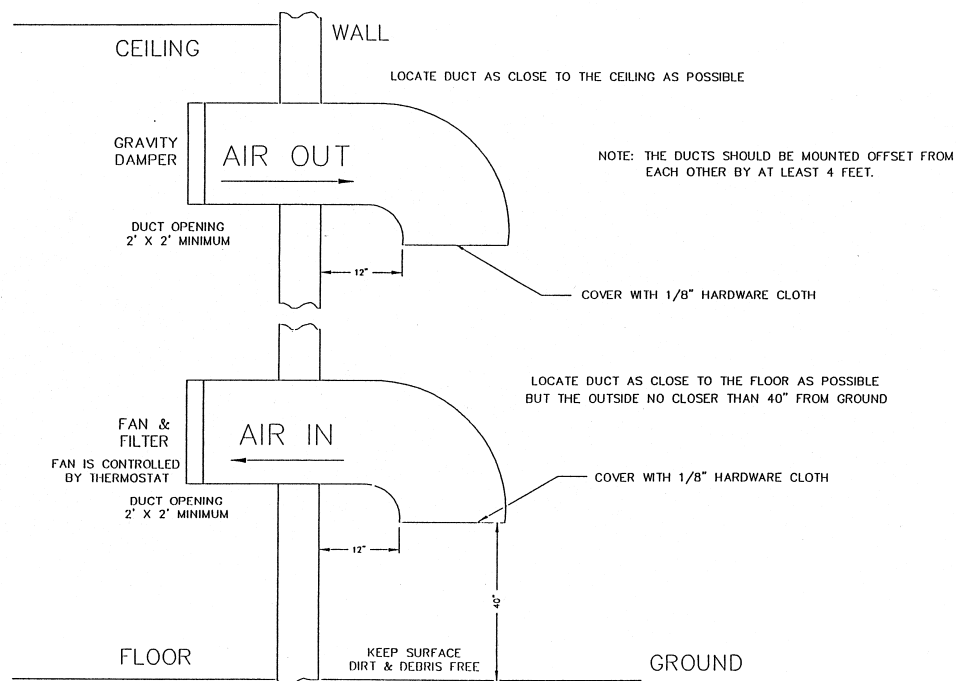 CEILING
WALL
LOCATE DUCT AS CLOSE TO THE CEILING AS POSSIBLE
GRAVITY
DAMPER
AIR OUT
NOTE: THE DUCTS SHOULD BE MOUNTED OFFSET FROM
EACH OTHER BY AT LEAST 4 FEET.
DUCT OPENING
2' X 2' MINIMUM
12"
COVER WITH 1/8" HARDWARE CLOTH
LOCATE DUCT AS CLOSE TO THE FLOOR AS POSSIBLE
BUT THE OUTSIDE NO CLOSER THAN 40" FROM GROUND
FAN &
FILTER
AIR IN
FAN IS CONTROLLED
BY THERMOSTAT
COVER WITH 1/8" HARDWARE CLOTH
DUCT OPENING
2' X 2' MINIMUM
12"
40"
FLOOR
KEEP SURFACE
DIRT & DEBRIS FREE
GROUND